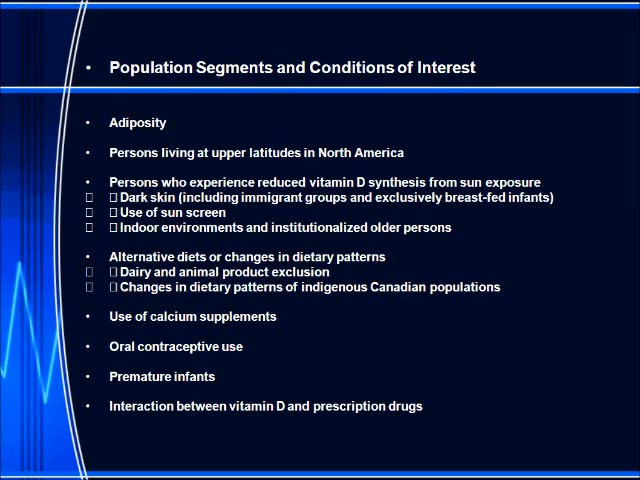 • Population Segments and Conditions of Interest
• Adiposity
• Persons living at upper latitudes in North America
• Persons who experience reduced vitamin D synthesis from sun exposure
□ □ Dark skin (including immigrant groups and exclusively breast-fed infants)
□ □ Use of sun screen
□ □ Indoor environments and institutionalized older persons
• Alternative diets or changes in dietary patterns
□ □ Dairy and animal product exclusion
□ □ Changes in dietary patterns of indigenous Canadian populations
• Use of calcium supplements
• Oral contraceptive use
• Premature infants
• Interaction between vitamin D and prescription drugs